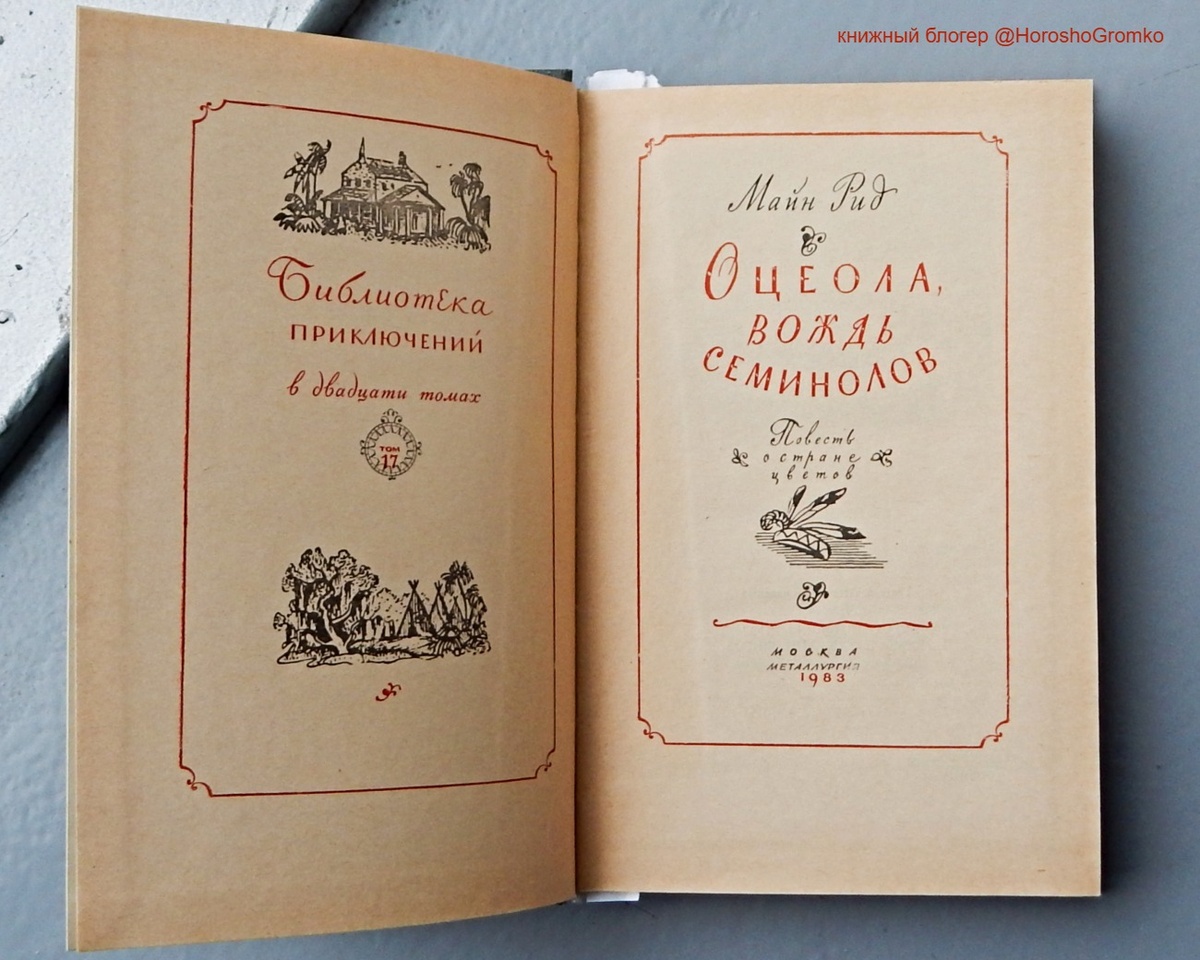 книжный блогер @HoroshoGromko
Библиотека
ПРИКЛЮЧЕНИЙ
в двадцати томах
ТОМ
17
Майн Рид
ОЦЕОЛА,
ВОЖДЬ
СЕМИНОЛОВ
Повесть
о стране
цветов
МОСКВА
МЕТАЛЛУРГИЯ
1983